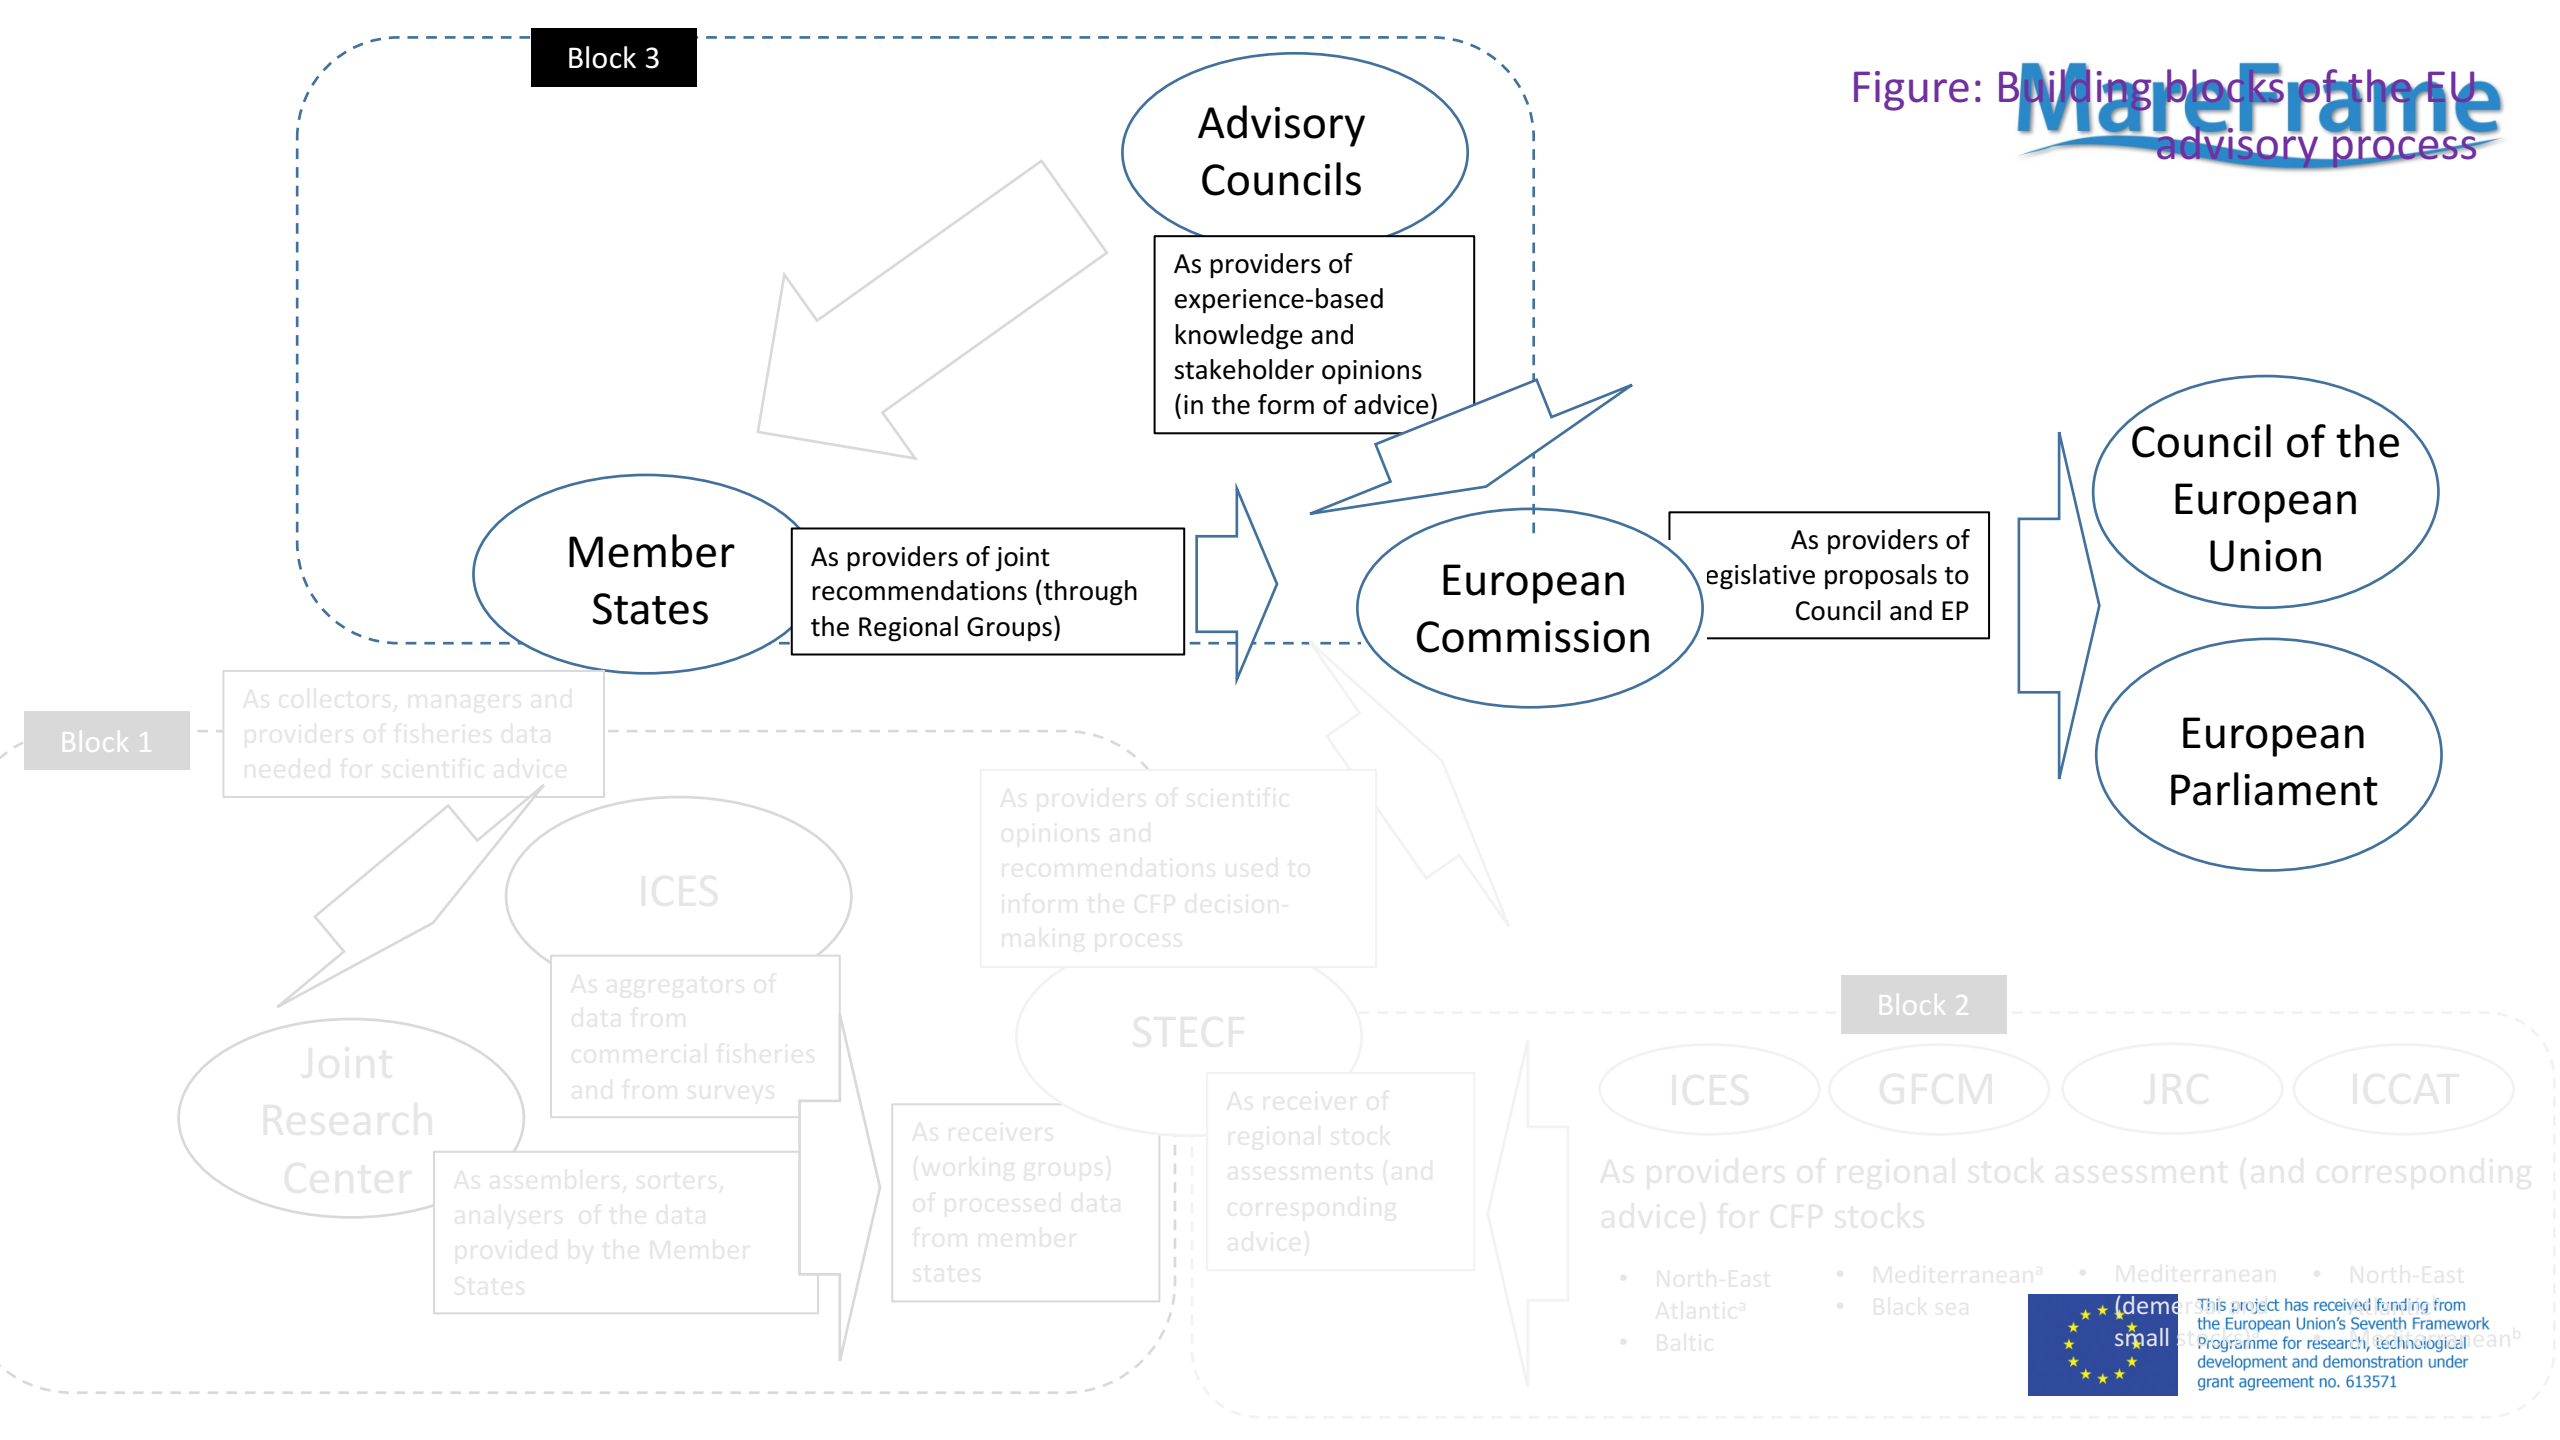 Block 3
Figure: Building blocks of the EU
advisory process
MareFrame
Advisory
Councils
As providers of
experience-based
knowledge and
stakeholder opinions
(in the form of advice)
Member
States
As providers of joint
recommendations (through
the Regional Groups)
European
Commission
As providers of
egislative proposals to
Council and EP
Council of the
European
Union
European
Parliament
Block 1
As collectors, managers and
providers of fisheries data
needed for scientific advice
ICES
As aggregators of
data from
commercial fisheries
and from surveys
Joint
Research
Center
As assemblers, sorters,
analysers of the data
provided by the Member
States
As providers of scientific
opinions and
recommendations used to
inform the CFP decision-
making process
STECF
As receivers
(working groups)
of processed data
from member
states
As receiver of
regional stock
assessments (and
corresponding
advice)
Block 2
ICES GFCM JRC ICCAT
As providers of regional stock assessment (and corresponding
advice) for CFP stocks
• North-East
Atlanticᵃ
• Baltic
• Mediterraneanᵃ
• Black sea
• Mediterranean
(demersal and
small stocks)
• North-East
Atlantic
• Mediterraneanᵇ
This project has received funding from
the European Union's Seventh Framework
Programme for research, technological
development and demonstration under
grant agreement no. 613571